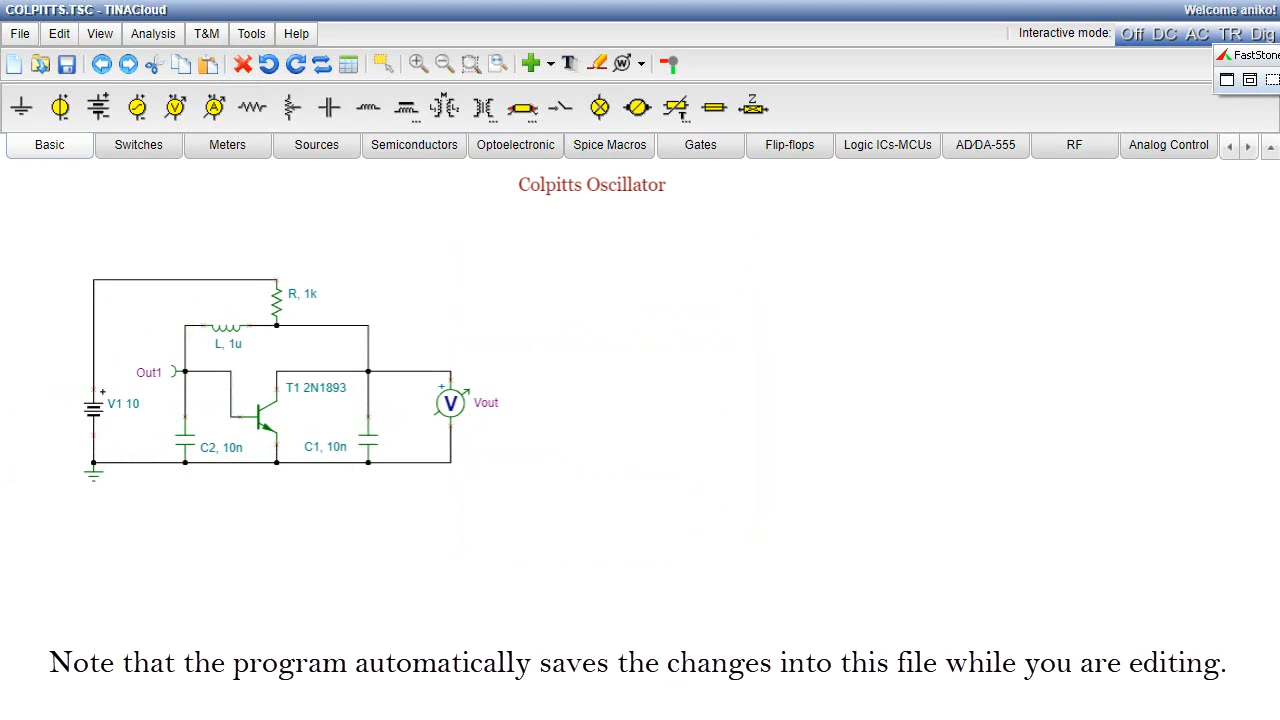 COLPITTS.TSC - TINACloud
Welcome aniko!
File Edit View Analysis T&M Tools Help
Interactive mode: Off DC AC TR Dig
FastStone
T W
V A M Z
Basic Switches Meters Sources Semiconductors Optoelectronic Spice Macros Gates Flip-flops Logic ICs-MCUs AD/DA-555 RF Analog Control
Colpitts Oscillator
R, 1k
L, 1u
Out1
T1 2N1893
+
V1 10
+
V
Vout
C2, 10n
C1, 10n
Note that the program automatically saves the changes into this file while you are editing.